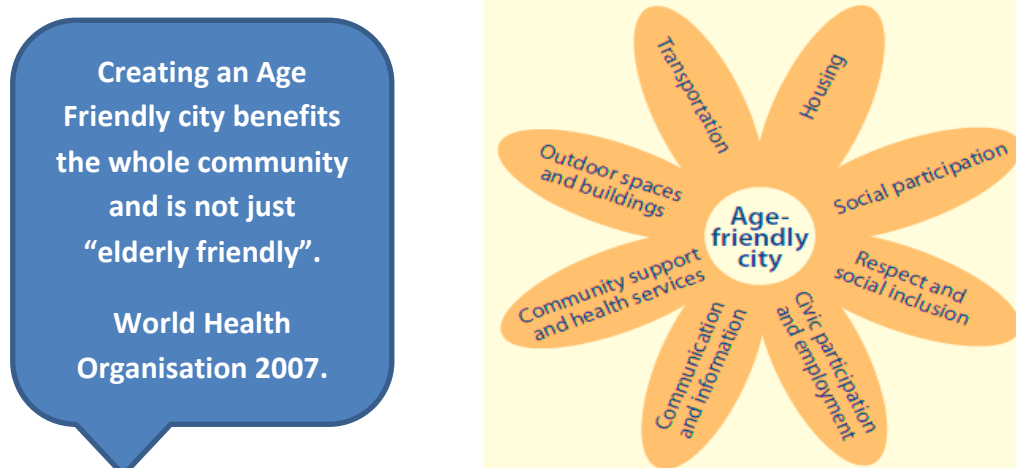 Creating an Age
Friendly city benefits
the whole community
and is not just
“elderly friendly”.
World Health
Organisation 2007.
Age-
friendly
city
Transportation
Housing
Social participation
Respect and
social inclusion
Civic participation
and employment
Communication
and information
Community support
and health services
Outdoor spaces
and buildings